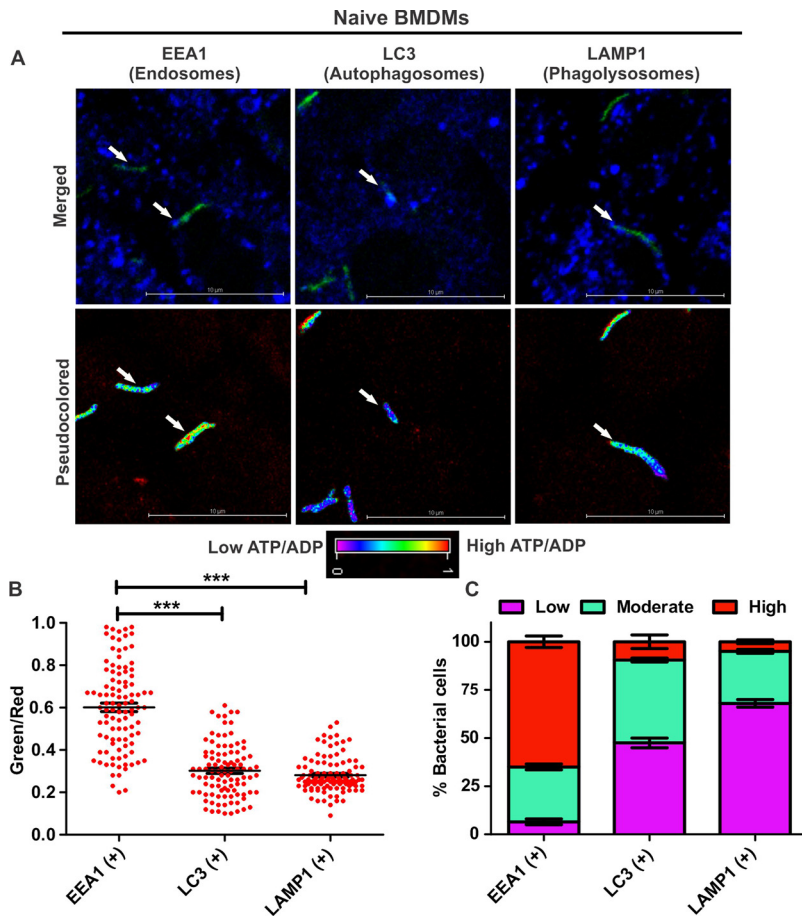 Naive BMDMs
A
EEA1
(Endosomes)
LC3
(Autophagosomes)
LAMP1
(Phagolysosomes)
Merged
10 µm
10 µm
10 µm
Pseudocolored
10 µm
10 µm
10 µm
Low ATP/ADP
0
1
High ATP/ADP
B
***
***
Green/Red
1.0
0.8
0.6
0.4
0.2
0.0
EEA1 (+)
LC3 (+)
LAMP1 (+)
C
Low
Moderate
High
% Bacterial cells
100
75
50
25
0
EEA1 (+)
LC3 (+)
LAMP1 (+)